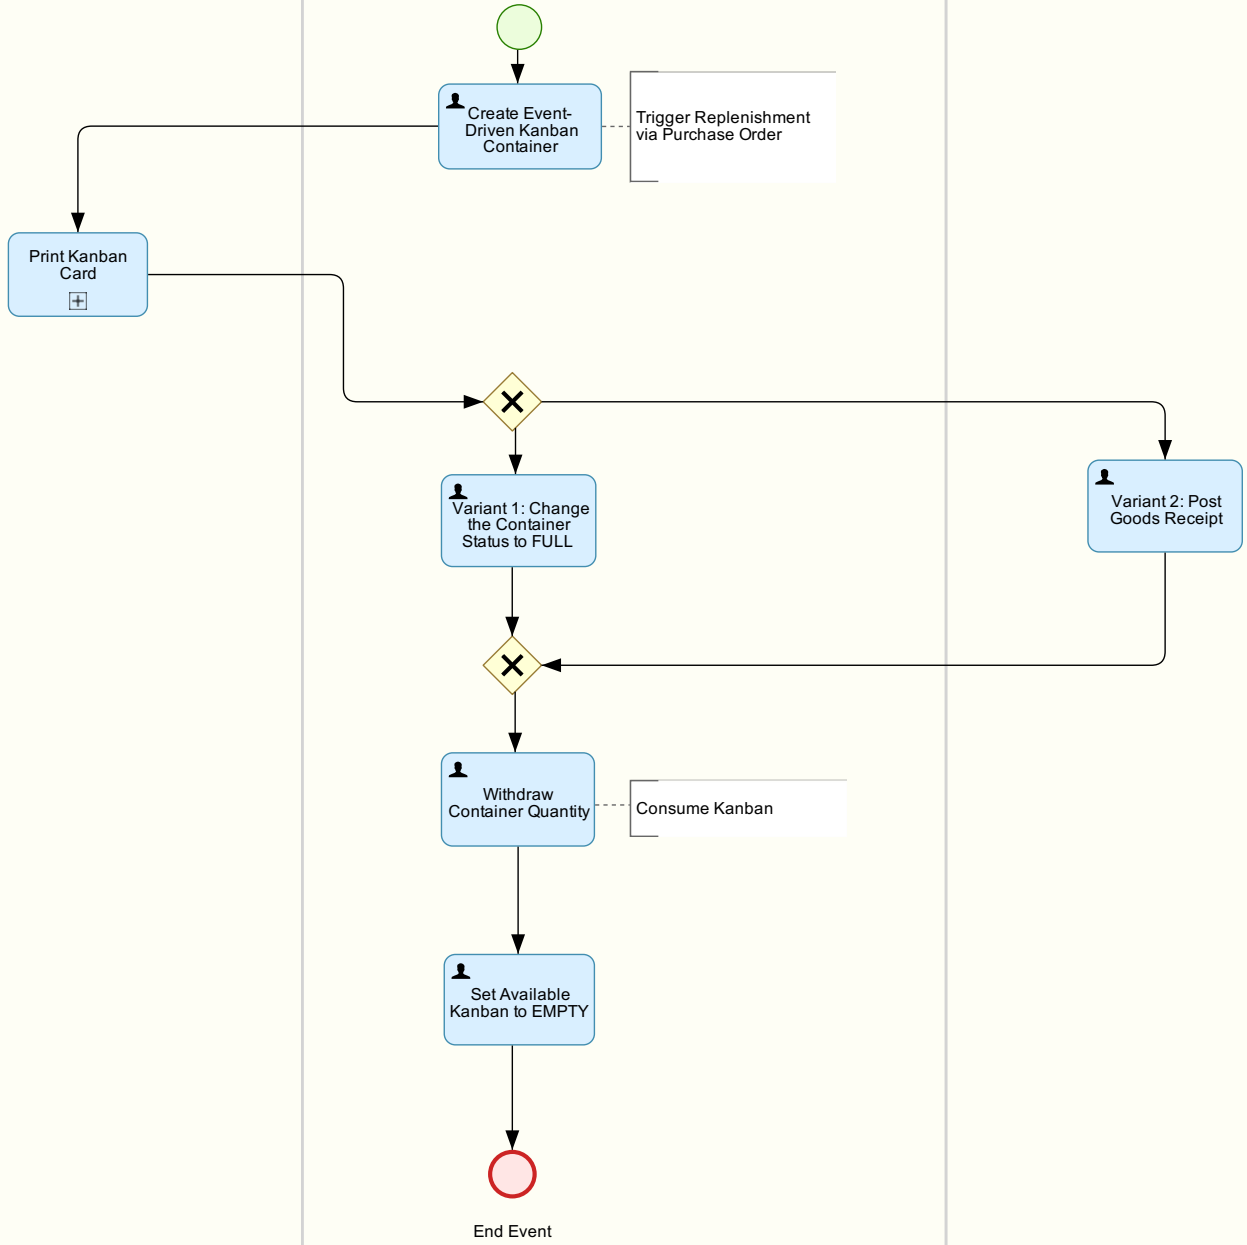 Create Event-
Driven Kanban
Container
Trigger Replenishment
via Purchase Order
Print Kanban
Card
Variant 1: Change
the Container
Status to FULL
Variant 2: Post
Goods Receipt
Withdraw
Container Quantity
Consume Kanban
Set Available
Kanban to EMPTY
End Event